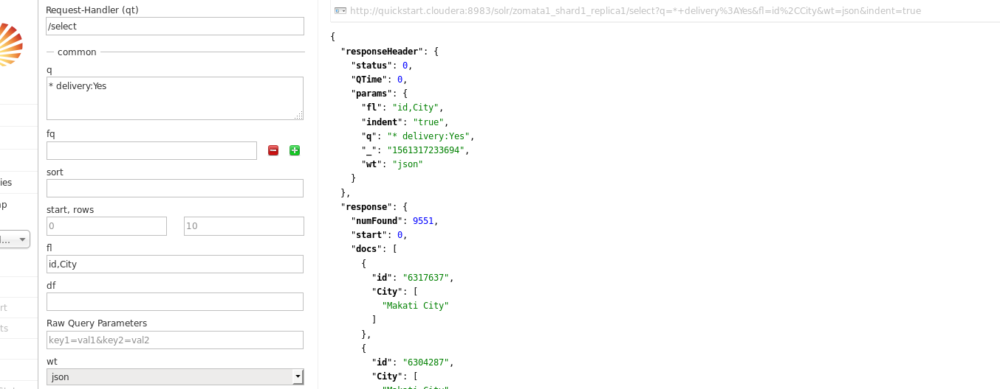 Request-Handler (qt)
/select
common
q
* delivery:Yes
fq
sort
start, rows
0 10
fl
id,City
df
Raw Query Parameters
key1=val1&key2=val2
wt
json
ies
p
d...
rt
ts
http://quickstart.cloudera:8983/solr/zomata1_shard1_replica1/select?q=*+delivery%3AYes&fl=id%2CCity&wt=json&indent=true
{
"responseHeader": {
"status": 0,
"QTime": 0,
"params": {
"fl": "id,City",
"indent": "true",
"q": "* delivery:Yes",
"_": "1561317233694",
"wt": "json"
}
},
"response": {
"numFound": 9551,
"start": 0,
"docs": [
{
"id": "6317637",
"City": [
"Makati City"
]
},
{
"id": "6304287",
"City": [
"Makati City"